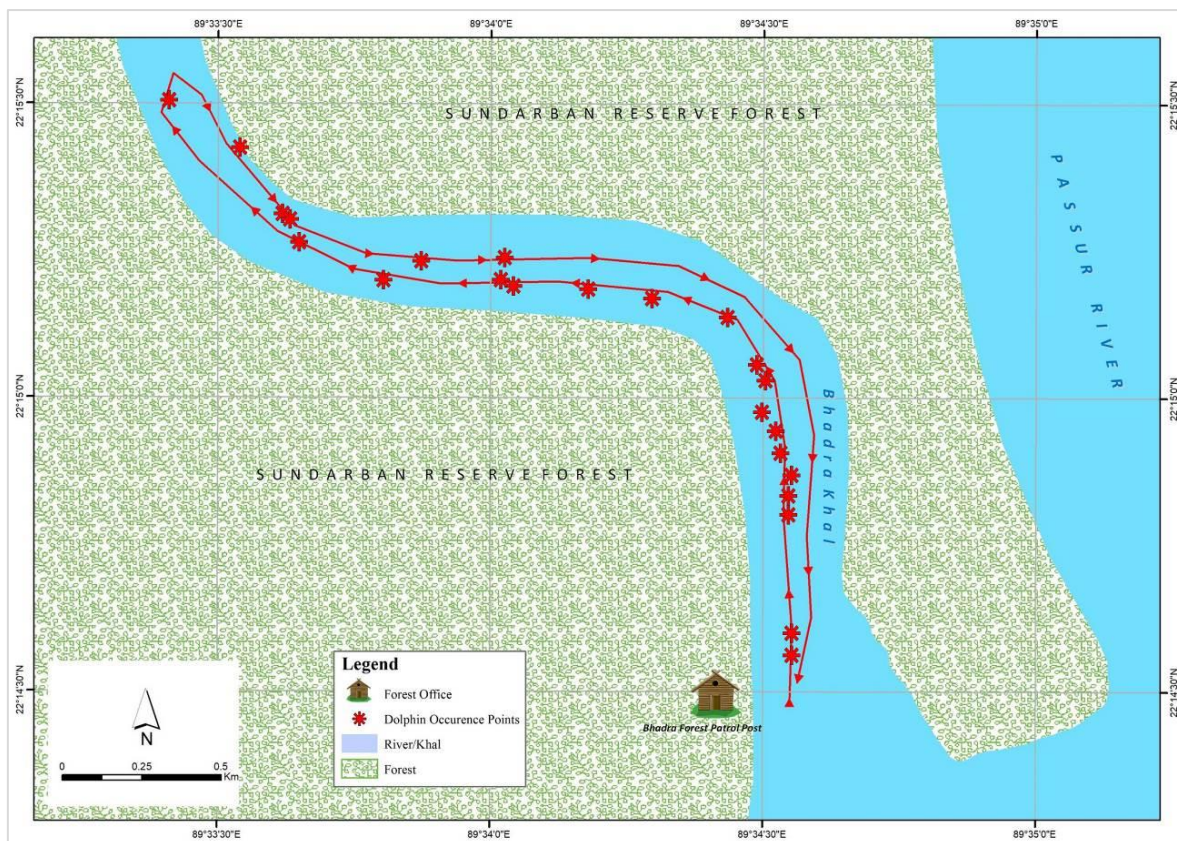 89°33'30"E
89°34'0"E
89°34'30"E
89°35'0"E
22°15'30"N
22°15'30"N
SUNDARBAN RESERVE FOREST
PASSUR RIVER
22°15'0"N
22°15'0"N
Bhadra Khal
SUNDARBAN RESERVE FOREST
22°14'30"N
22°14'30"N
Bhadra Forest Patrol Post
Legend
Forest Office
Dolphin Occurence Points
River/Khal
Forest
N
0 0.25 0.5
Km
89°33'30"E
89°34'0"E
89°34'30"E
89°35'0"E